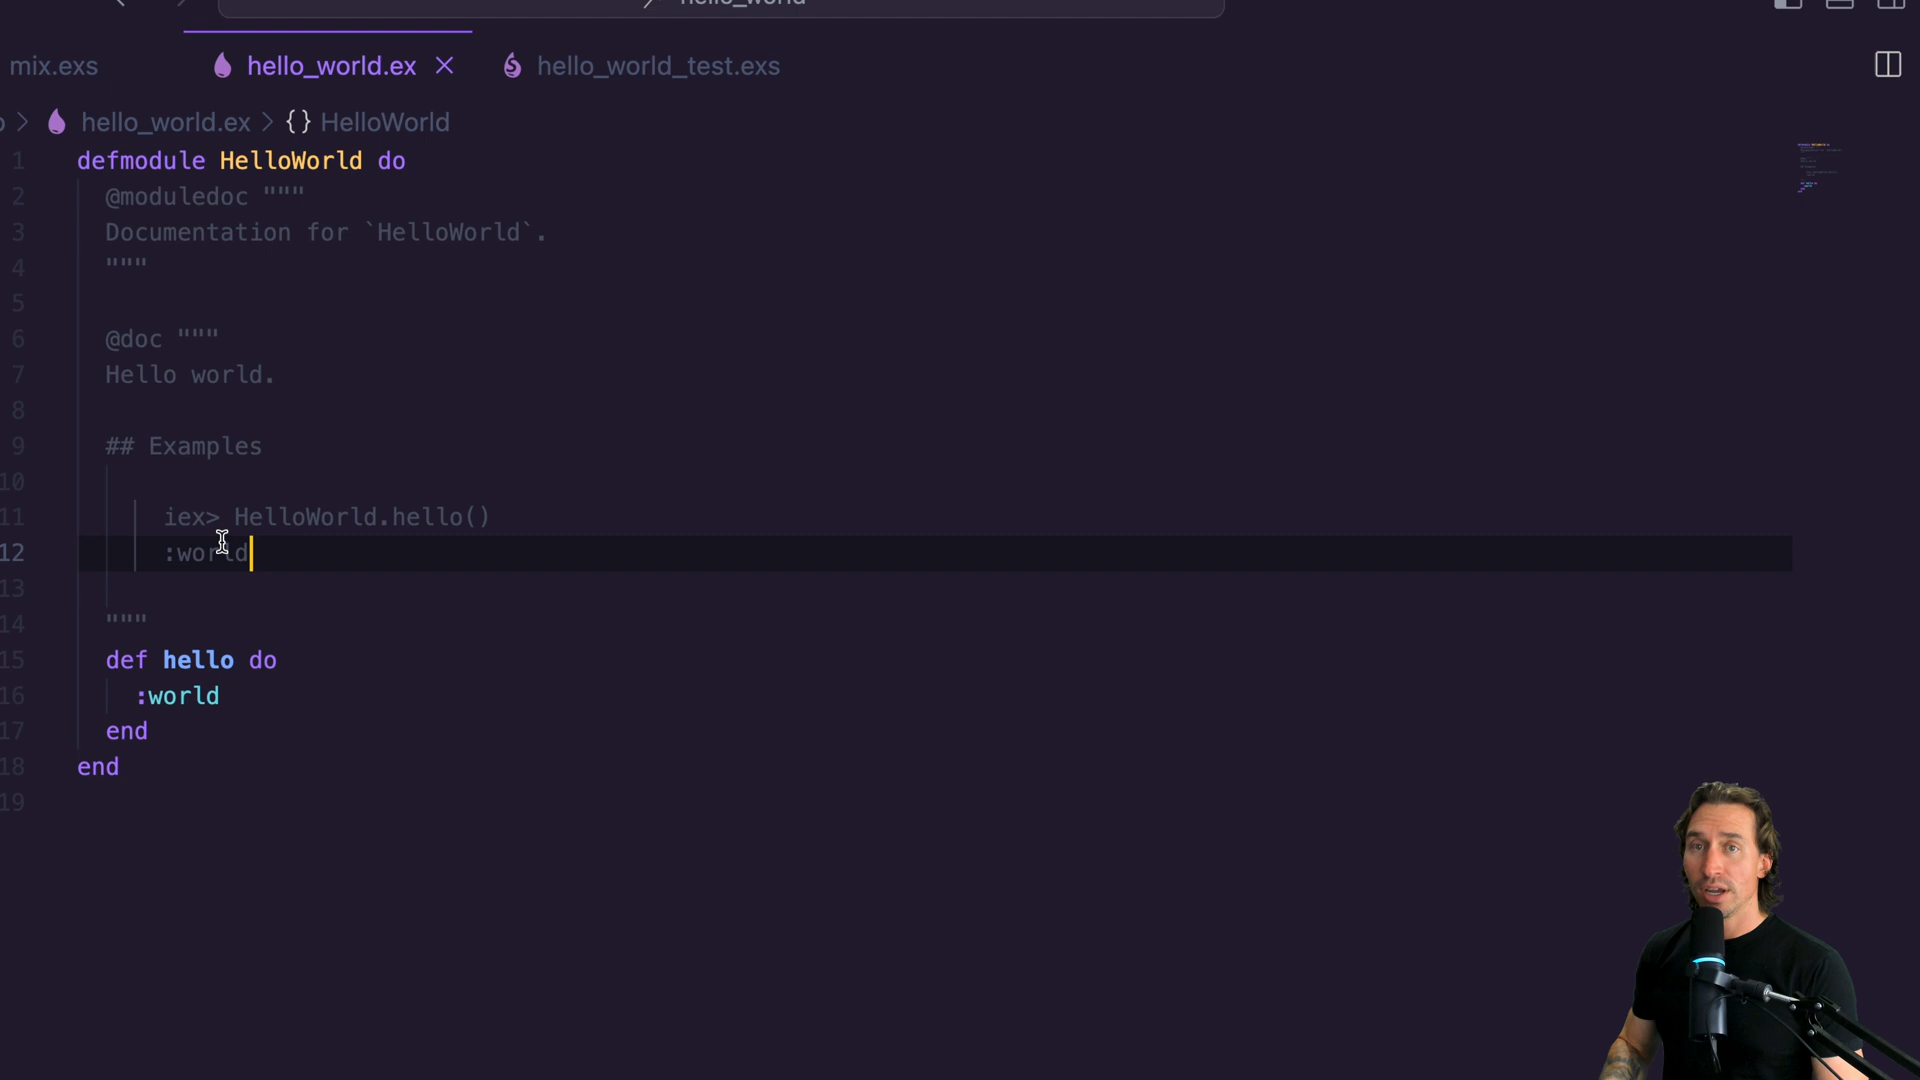 hello_world
mix.exs
hello_world.ex
hello_world_test.exs
hello_world.ex > {} HelloWorld
1 defmodule HelloWorld do
2 @moduledoc """
3 Documentation for `HelloWorld`.
4 """
5
6 @doc """
7 Hello world.
8
9 ## Examples
10
11 iex> HelloWorld.hello()
12 :world
13
14 """
15 def hello do
16 :world
17 end
18 end
19